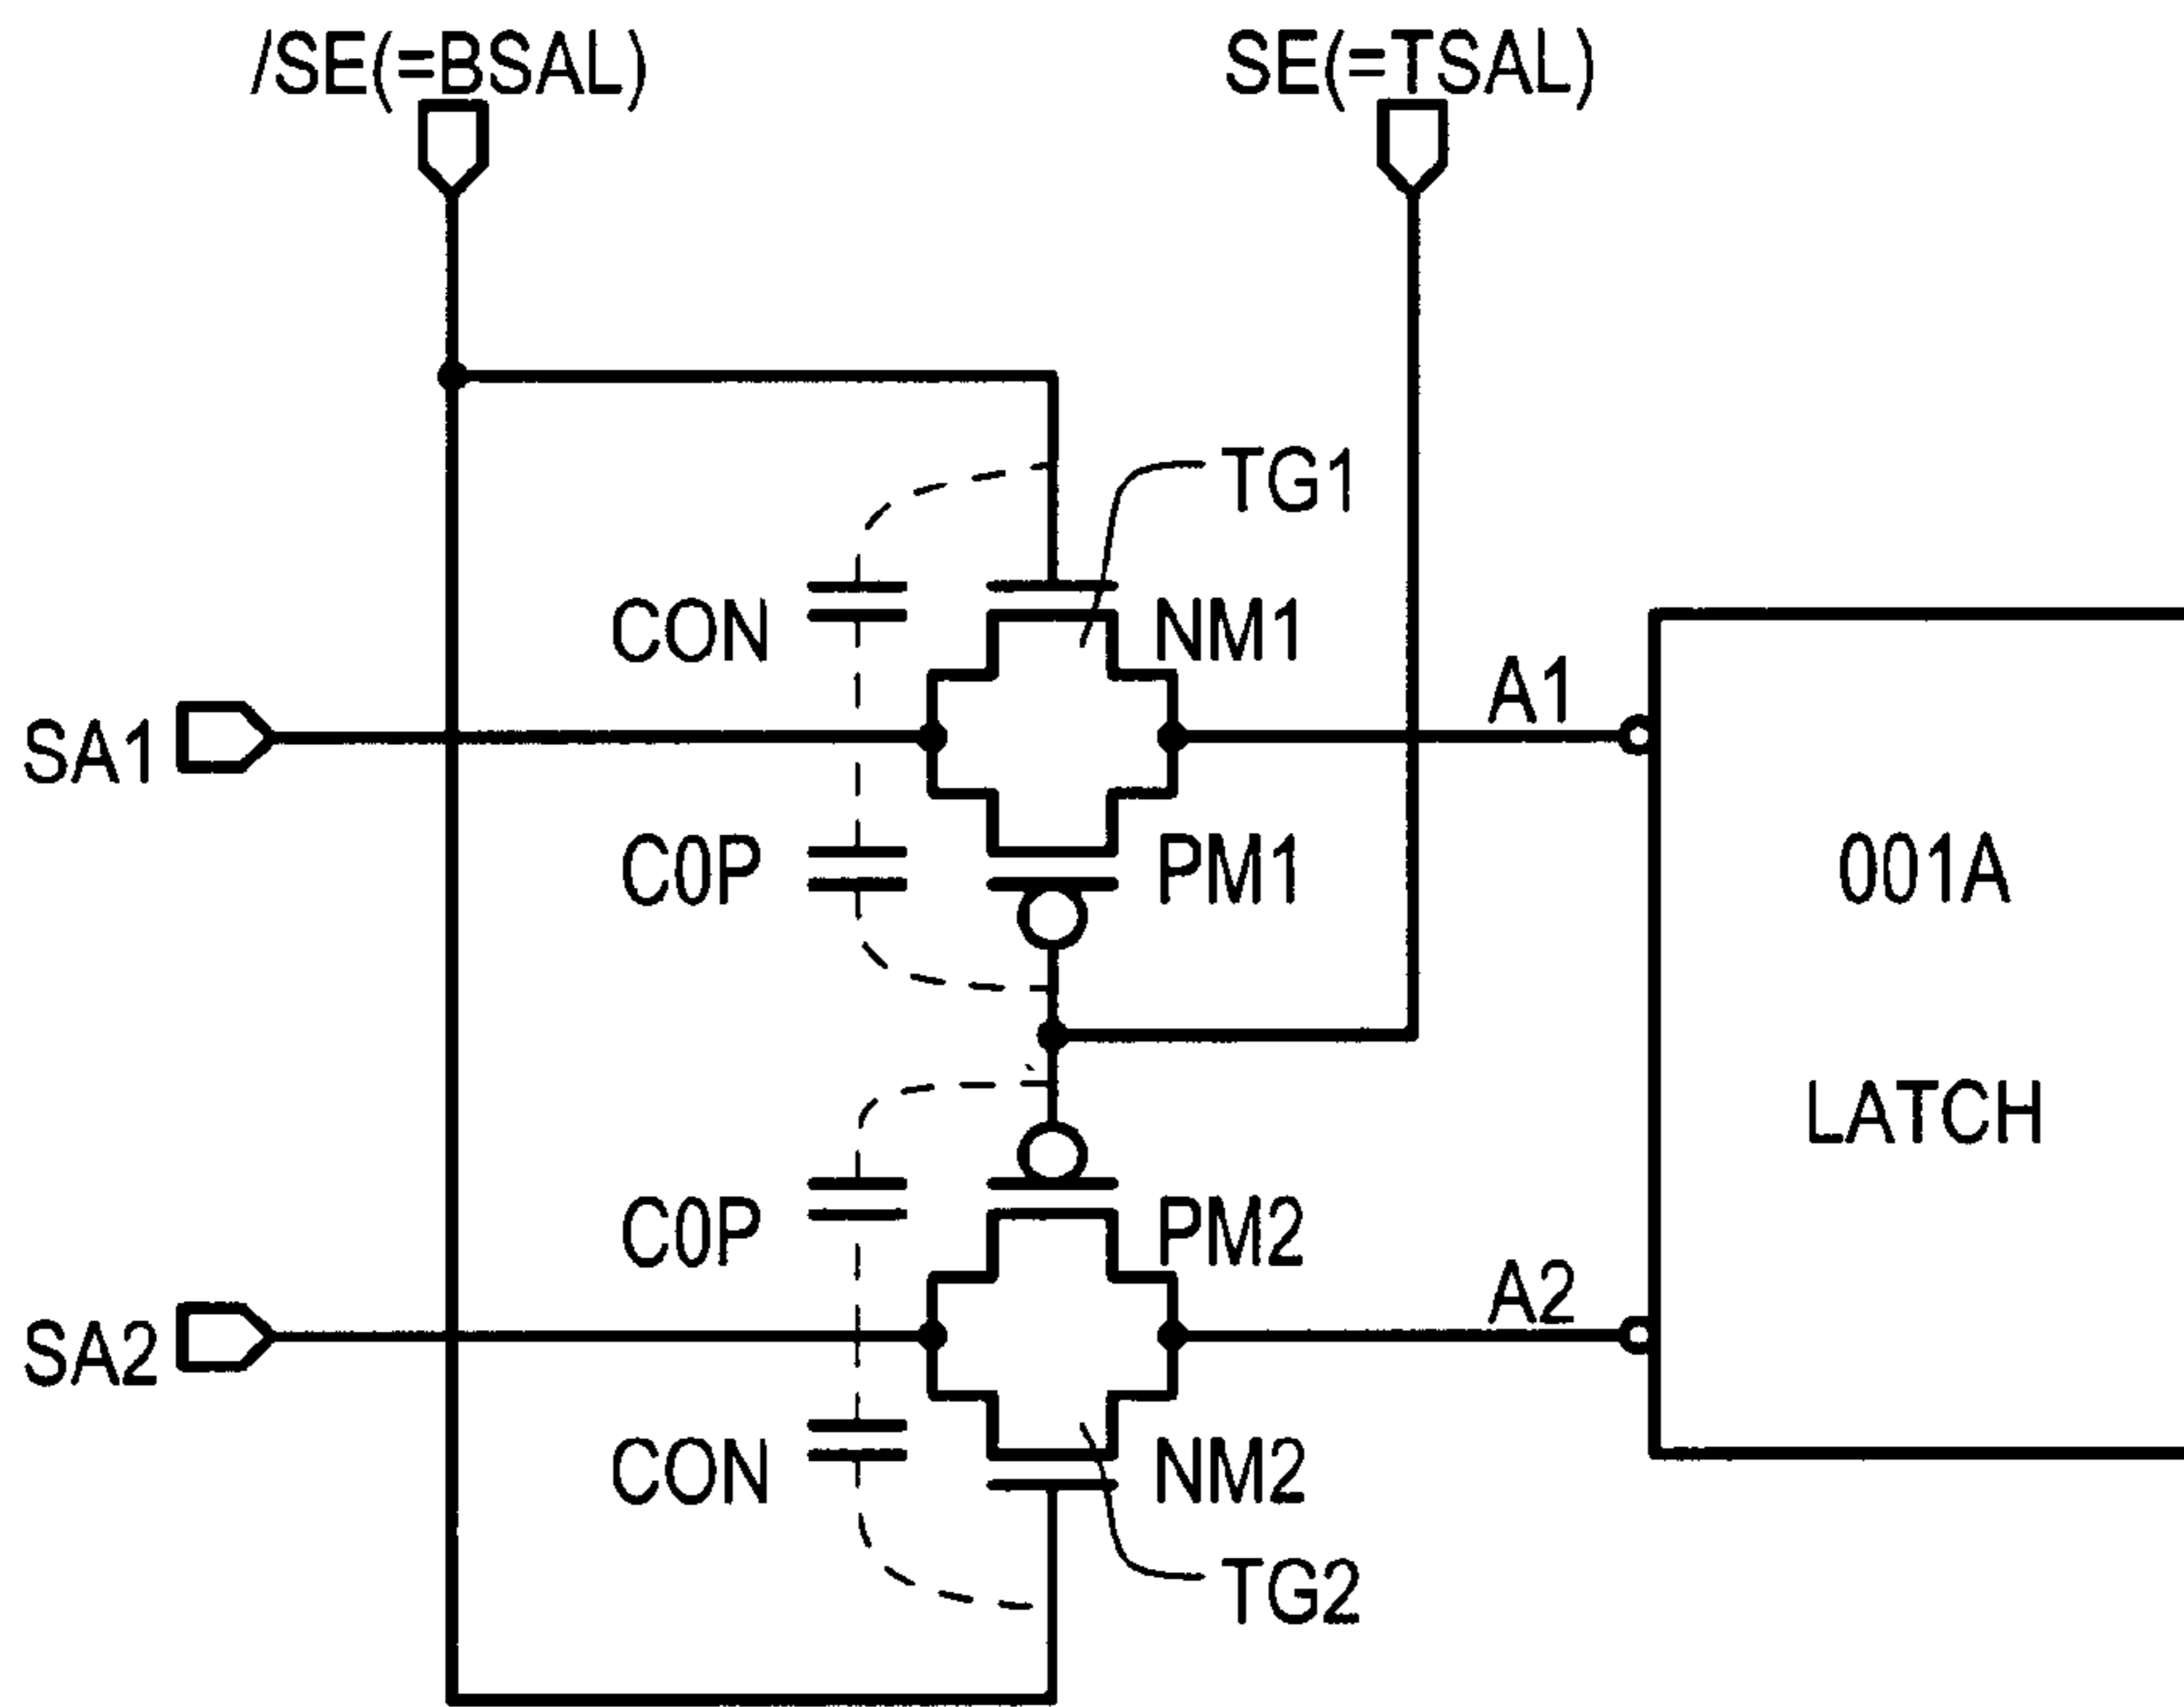 /SE(=BSAL)
SE(=TSAL)
TG1
CON
NM1
A1
SA1
C0P
PM1
001A
LATCH
C0P
PM2
A2
SA2
CON
NM2
TG2